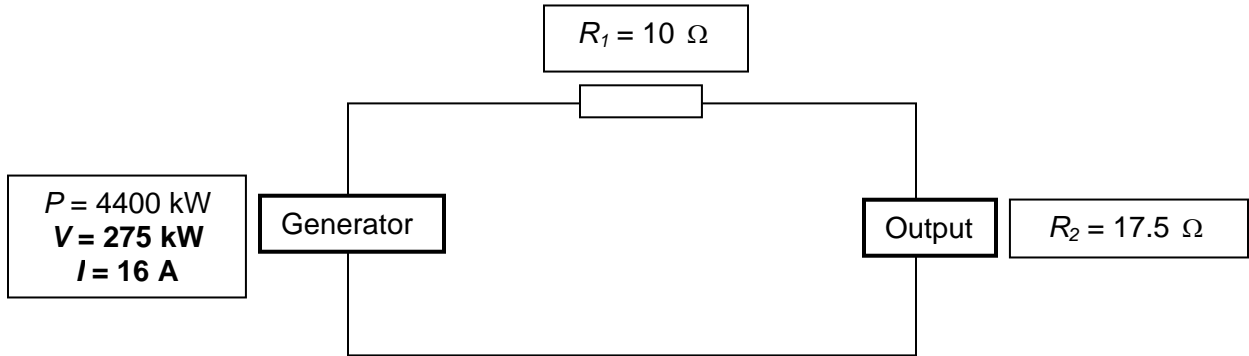 R₁ = 10 Ω
P = 4400 kW
V = 275 kW
I = 16 A
Generator
Output
R₂ = 17.5 Ω